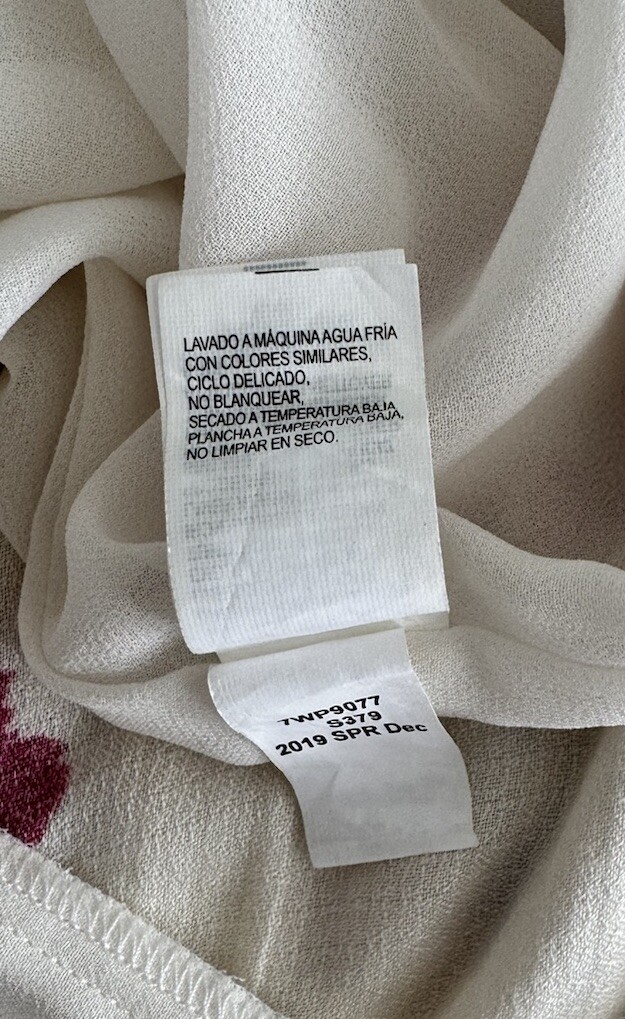 LAVADO A MÁQUINA AGUA FRÍA
CON COLORES SIMILARES,
CICLO DELICADO,
NO BLANQUEAR,
SECADO A TEMPERATURA BAJA
PLANCHA A TEMPERATURA BAJA,
NO LIMPIAR EN SECO.
7WP9077
S379
2019 SPR Dec